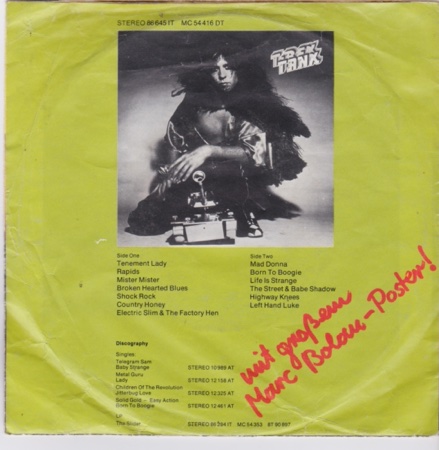 STEREO 86 645 IT MC 54 416 DT
TANX
Side One
Tenement Lady
Rapids
Mister Mister
Broken Hearted Blues
Shock Rock
Country Honey
Electric Slim & The Factory Hen
Side Two
Mad Donna
Born To Boogie
Life Is Strange
The Street & Babe Shadow
Highway Knees
Left Hand Luke
mit großem
Marc Bolan-Poster!
Discography
Singles:
Telegram Sam
Baby Strange STEREO 10 989 AT
Metal Guru
Lady STEREO 12 158 AT
Children Of The Revolution
Jitterbug Love STEREO 12 325 AT
Solid Gold - Easy Action
Born To Boogie STEREO 12 461 AT
LP
The Slider STEREO 86 294 IT MC 54 353